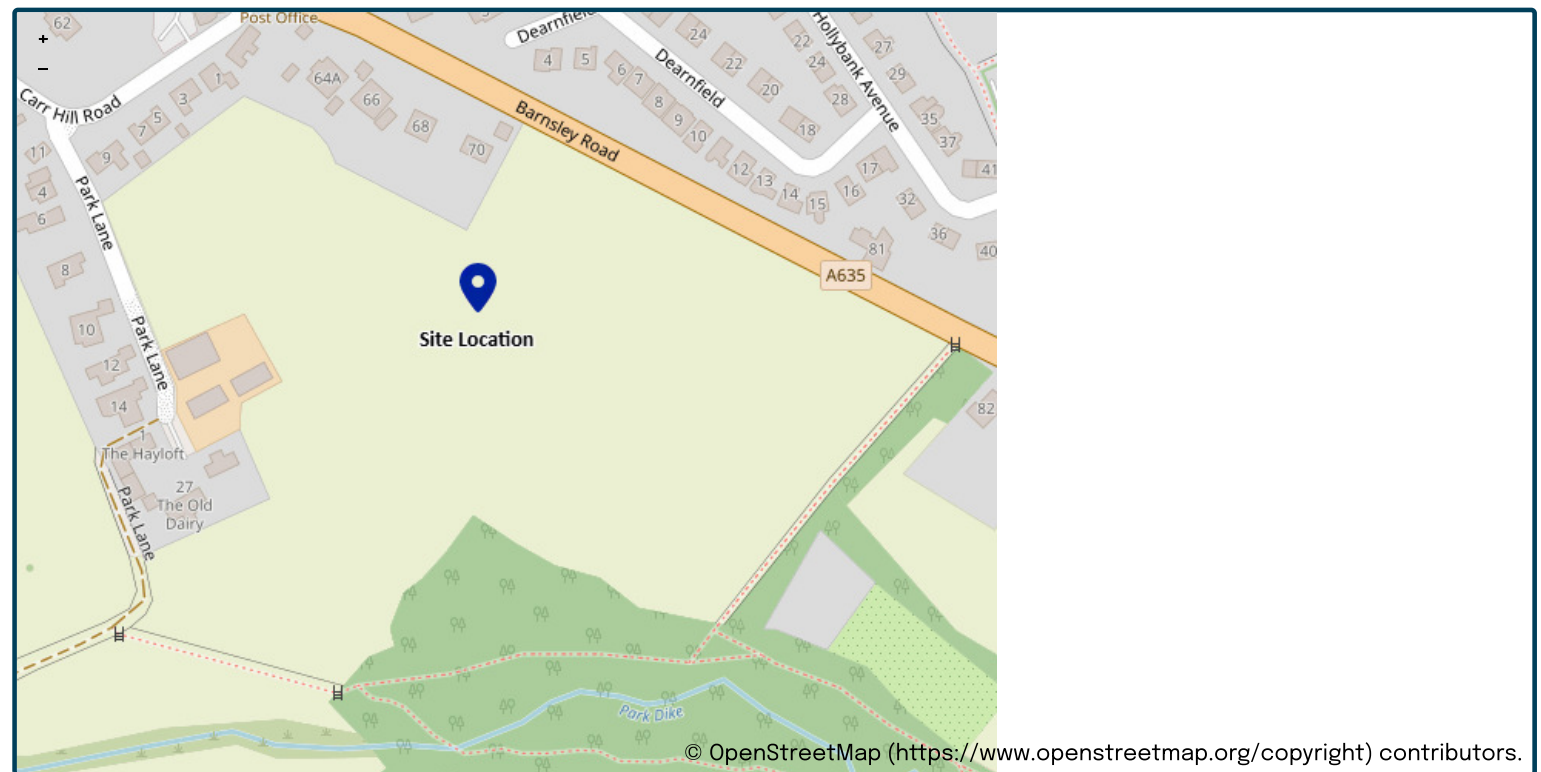 Post Office
62
+
−
Carr Hill Road
1
3
5
7
9
11
4
6
8
10
12
14
Park Lane
Park Lane
Park Lane
1
The Hayloft
27
The Old
Dairy
64A
66
68
70
Barnsley Road
Dearnfield
Dearnfield
4
5
6
7
8
9
10
12
13
14
15
16
17
18
20
22
24
22
24
28
Hollybank Avenue
27
29
35
37
41
32
36
40
81
A635
82
Site Location
Park Dike
© OpenStreetMap (https://www.openstreetmap.org/copyright) contributors.